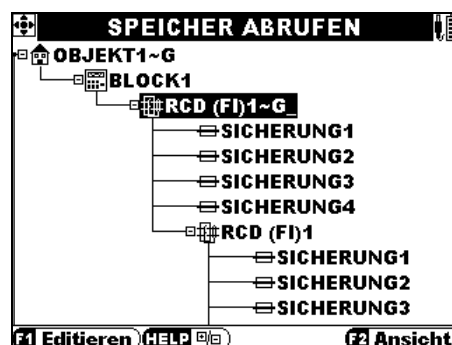 SPEICHER ABRUFEN
OBJEKT1~G
BLOCK1
RCD (FI)1~G_
SICHERUNG1
SICHERUNG2
SICHERUNG3
SICHERUNG4
RCD (FI)1
SICHERUNG1
SICHERUNG2
SICHERUNG3
F1 Editieren HELP F2 Ansicht